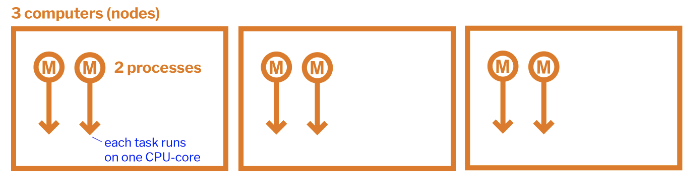 3 computers (nodes)
M M 2 processes M M M M
each task runs
on one CPU-core